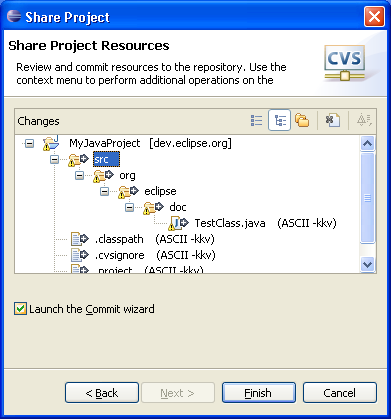 Share Project
Share Project Resources
Review and commit resources to the repository. Use the
context menu to perform additional operations on the
CVS
Changes
MyJavaProject [dev.eclipse.org]
src
org
eclipse
doc
TestClass.java (ASCII -kkv)
.classpath (ASCII -kkv)
.cvsignore (ASCII -kkv)
.project (ASCII -kkv)
Launch the Commit wizard
< Back Next > Finish Cancel